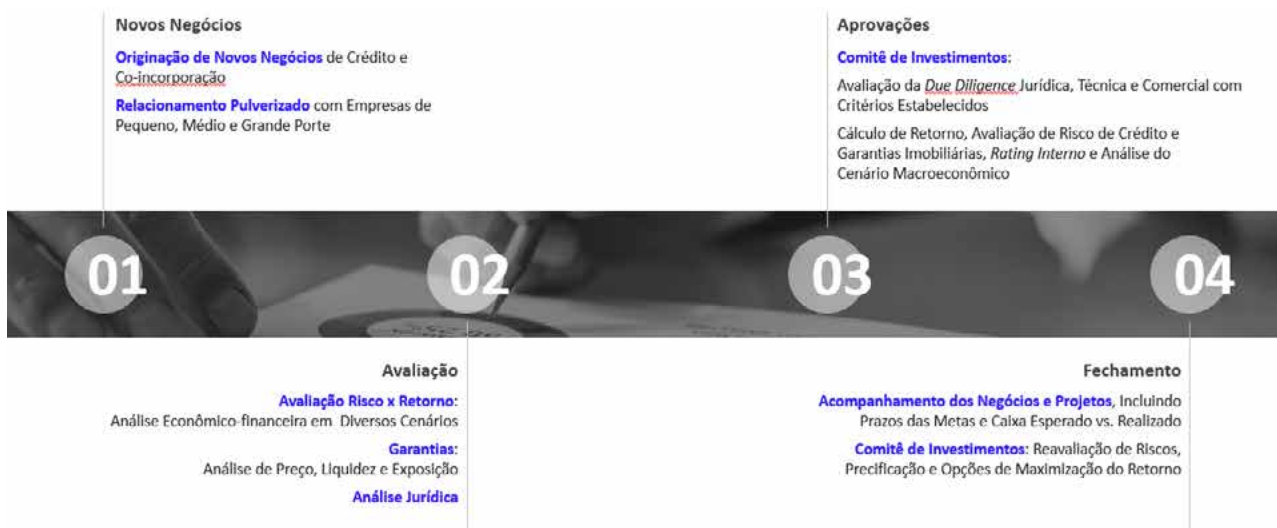 Novos Negócios
Originação de Novos Negócios de Crédito e
Co-incorporação
Relacionamento Pulverizado com Empresas de
Pequeno, Médio e Grande Porte
Aprovações
Comitê de Investimentos:
Avaliação da Due Diligence Jurídica, Técnica e Comercial com
Critérios Estabelecidos
Cálculo de Retorno, Avaliação de Risco de Crédito e
Garantias Imobiliárias, Rating Interno e Análise do
Cenário Macroeconômico
01
02
03
04
Avaliação
Avaliação Risco x Retorno:
Análise Econômico-financeira em Diversos Cenários
Garantias:
Análise de Preço, Liquidez e Exposição
Análise Jurídica
Fechamento
Acompanhamento dos Negócios e Projetos, Incluindo
Prazos das Metas e Caixa Esperado vs. Realizado
Comitê de Investimentos: Reavaliação de Riscos,
Precificação e Opções de Maximização do Retorno